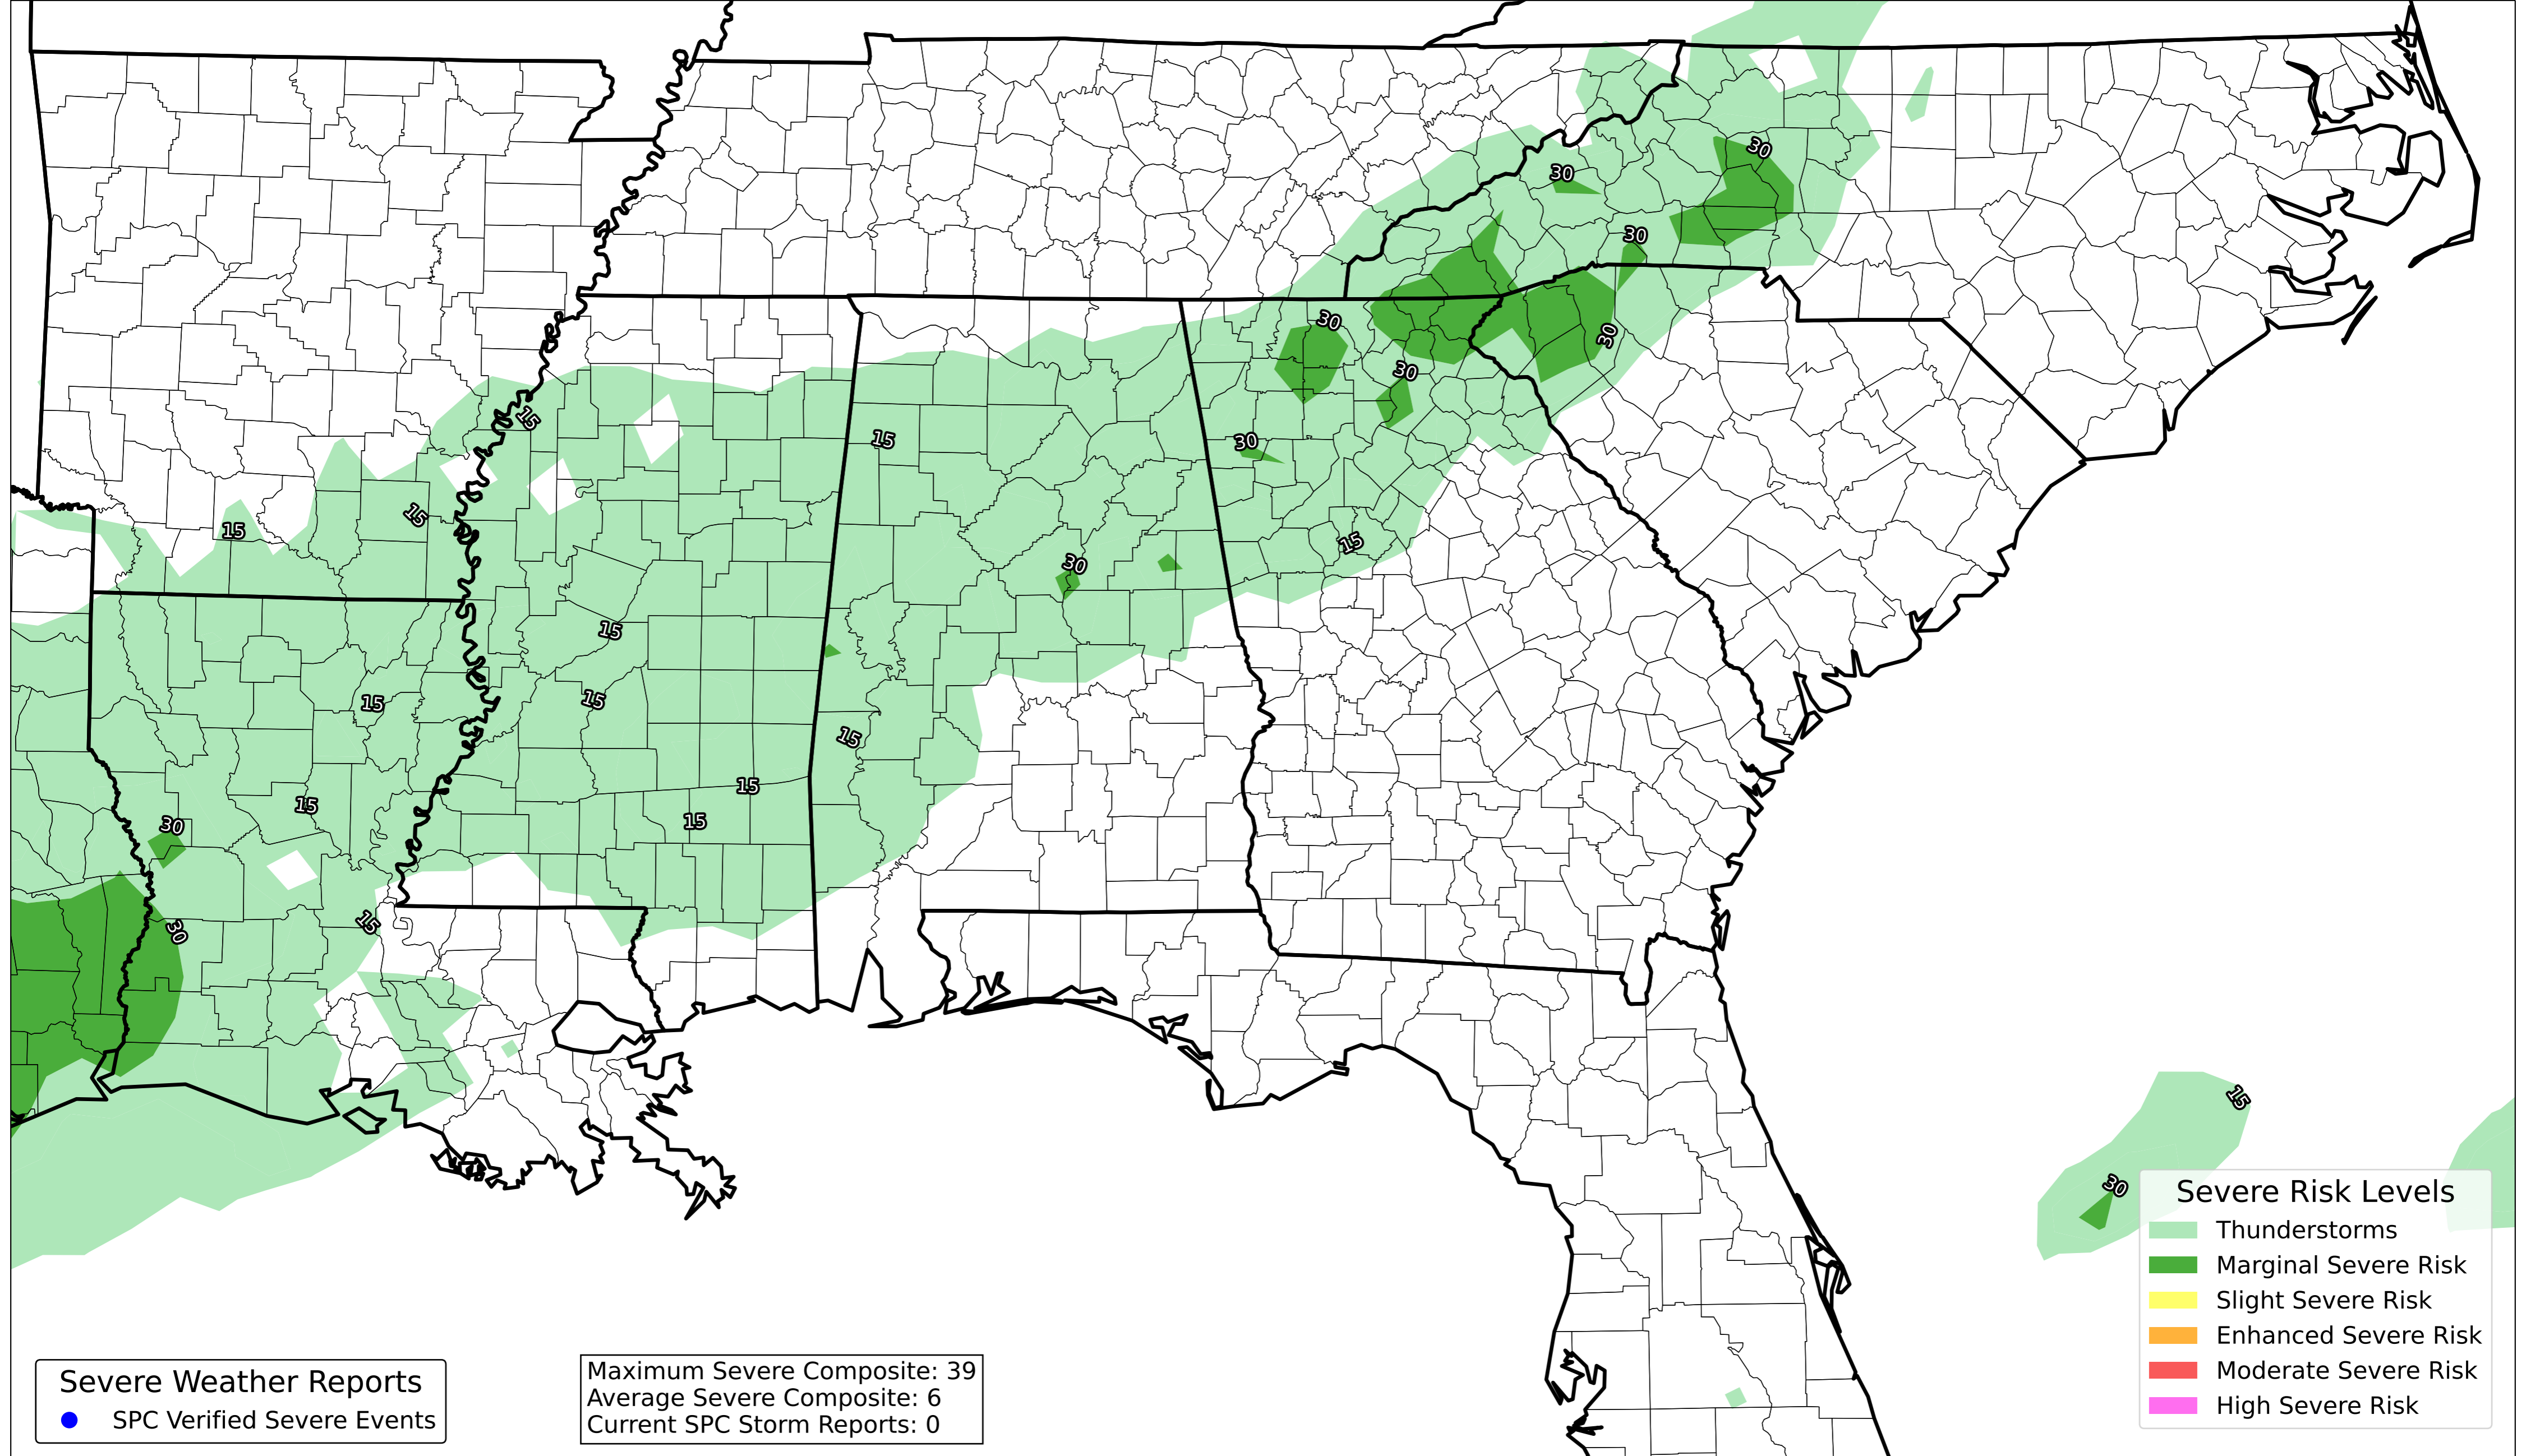 30
30
30
30
30
30
15
15
30
15
15
15
30
15
15
15
15
15
15
30
15
15
30
15
30
Severe Risk Levels
Thunderstorms
Marginal Severe Risk
Slight Severe Risk
Enhanced Severe Risk
Moderate Severe Risk
High Severe Risk
Severe Weather Reports
SPC Verified Severe Events
Maximum Severe Composite: 39
Average Severe Composite: 6
Current SPC Storm Reports: 0